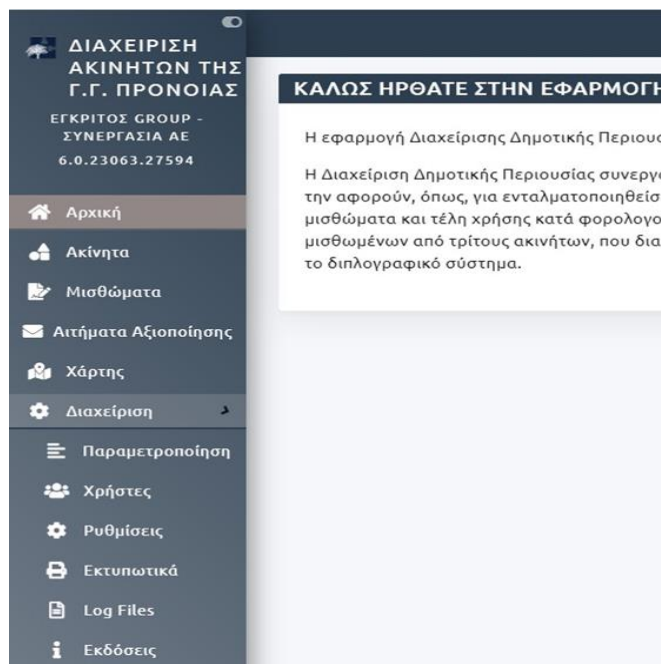 ΔΙΑΧΕΙΡΙΣΗ
ΑΚΙΝΗΤΩΝ ΤΗΣ
Γ.Γ. ΠΡΟΝΟΙΑΣ
ΕΓΚΡΙΤΟΣ GROUP -
ΣΥΝΕΡΓΑΣΙΑ ΑΕ
6.0.23063.27594
Αρχική
Ακίνητα
Μισθώματα
Αιτήματα Αξιοποίησης
Χάρτης
Διαχείριση
Παραμετροποίηση
Χρήστες
Ρυθμίσεις
Εκτυπωτικά
Log Files
Εκδόσεις
ΚΑΛΩΣ ΗΡΘΑΤΕ ΣΤΗΝ ΕΦΑΡΜΟΓΗ
Η εφαρμογή Διαχείρισης Δημοτικής Περιουσ
Η Διαχείριση Δημοτικής Περιουσίας συνεργ
την αφορούν, όπως, για ενταλματοποιηθείσ
μισθώματα και τέλη χρήσης κατά φορολογο
μισθωμένων από τρίτους ακινήτων, που δια
το διπλογραφικό σύστημα.